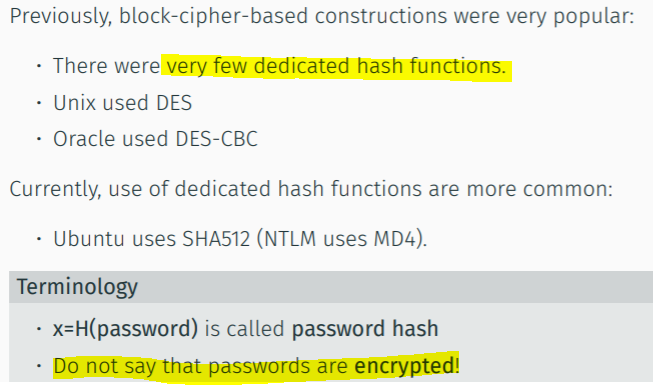 Previously, block-cipher-based constructions were very popular:
· There were very few dedicated hash functions.
· Unix used DES
· Oracle used DES-CBC
Currently, use of dedicated hash functions are more common:
· Ubuntu uses SHA512 (NTLM uses MD4).
Terminology
· x=H(password) is called password hash
· Do not say that passwords are encrypted!